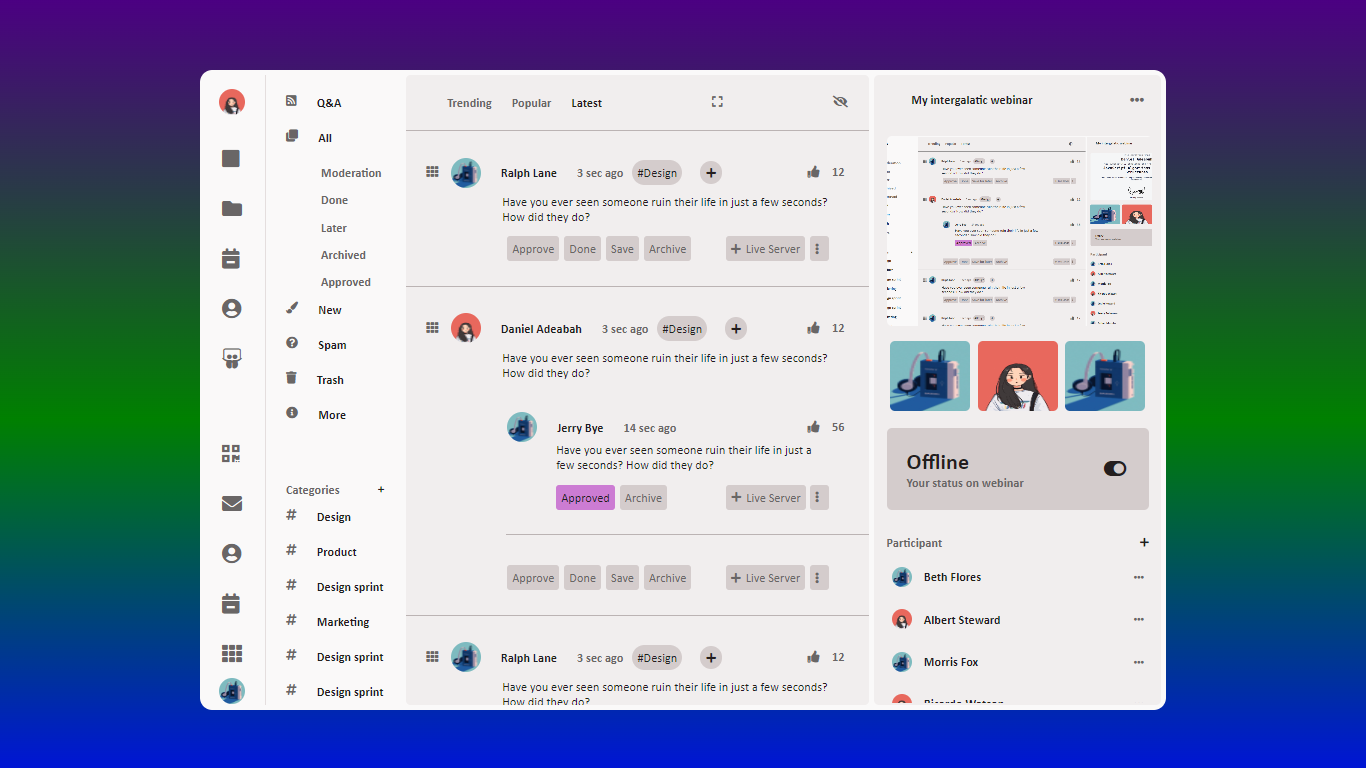 Q&A
All
Moderation
Done
Later
Archived
Approved
New
Spam
Trash
More
Categories +
# Design
# Product
# Design sprint
# Marketing
# Design sprint
# Design sprint
Trending Popular Latest
Ralph Lane 3 sec ago #Design + 12
Have you ever seen someone ruin their life in just a few seconds?
How did they do?
Approve Done Save Archive + Live Server
Daniel Adeabah 3 sec ago #Design + 12
Have you ever seen someone ruin their life in just a few seconds?
How did they do?
Jerry Bye 14 sec ago 56
Have you ever seen someone ruin their life in just a
few seconds? How did they do?
Approved Archive + Live Server
Approve Done Save Archive + Live Server
Ralph Lane 3 sec ago #Design + 12
Have you ever seen someone ruin their life in just a few seconds?
How did they do?
My intergalatic webinar
Offline
Your status on webinar
Participant +
Beth Flores
Albert Steward
Morris Fox